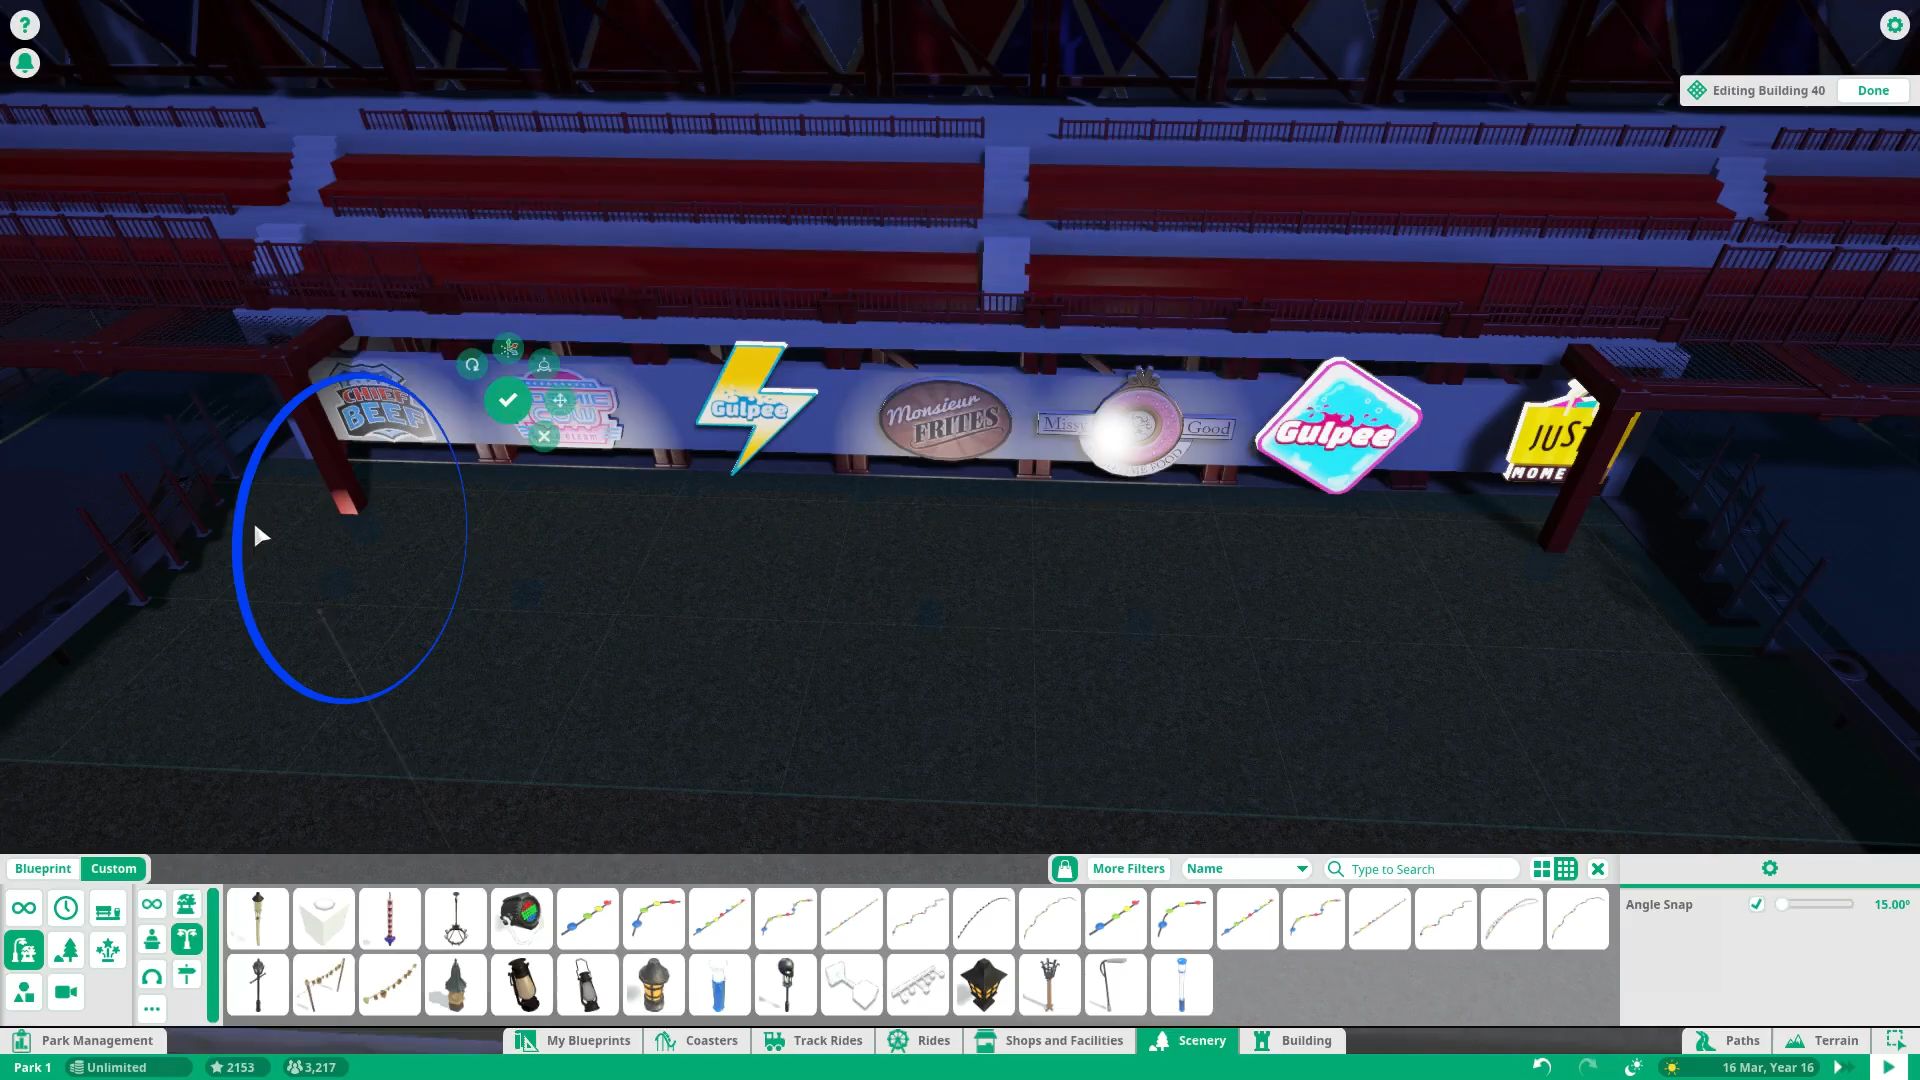 ?
Editing Building 40
Done
CHIEF
BEEF
Gulpee
Monsieur
FRITES
Missy
Good
Gulpee
JUST
MOME
Blueprint
Custom
More Filters
Name
Type to Search
Angle Snap
15.00°
Park Management
My Blueprints
Coasters
Track Rides
Rides
Shops and Facilities
Scenery
Building
Paths
Terrain
Park 1
Unlimited
2153
3,217
16 Mar, Year 16